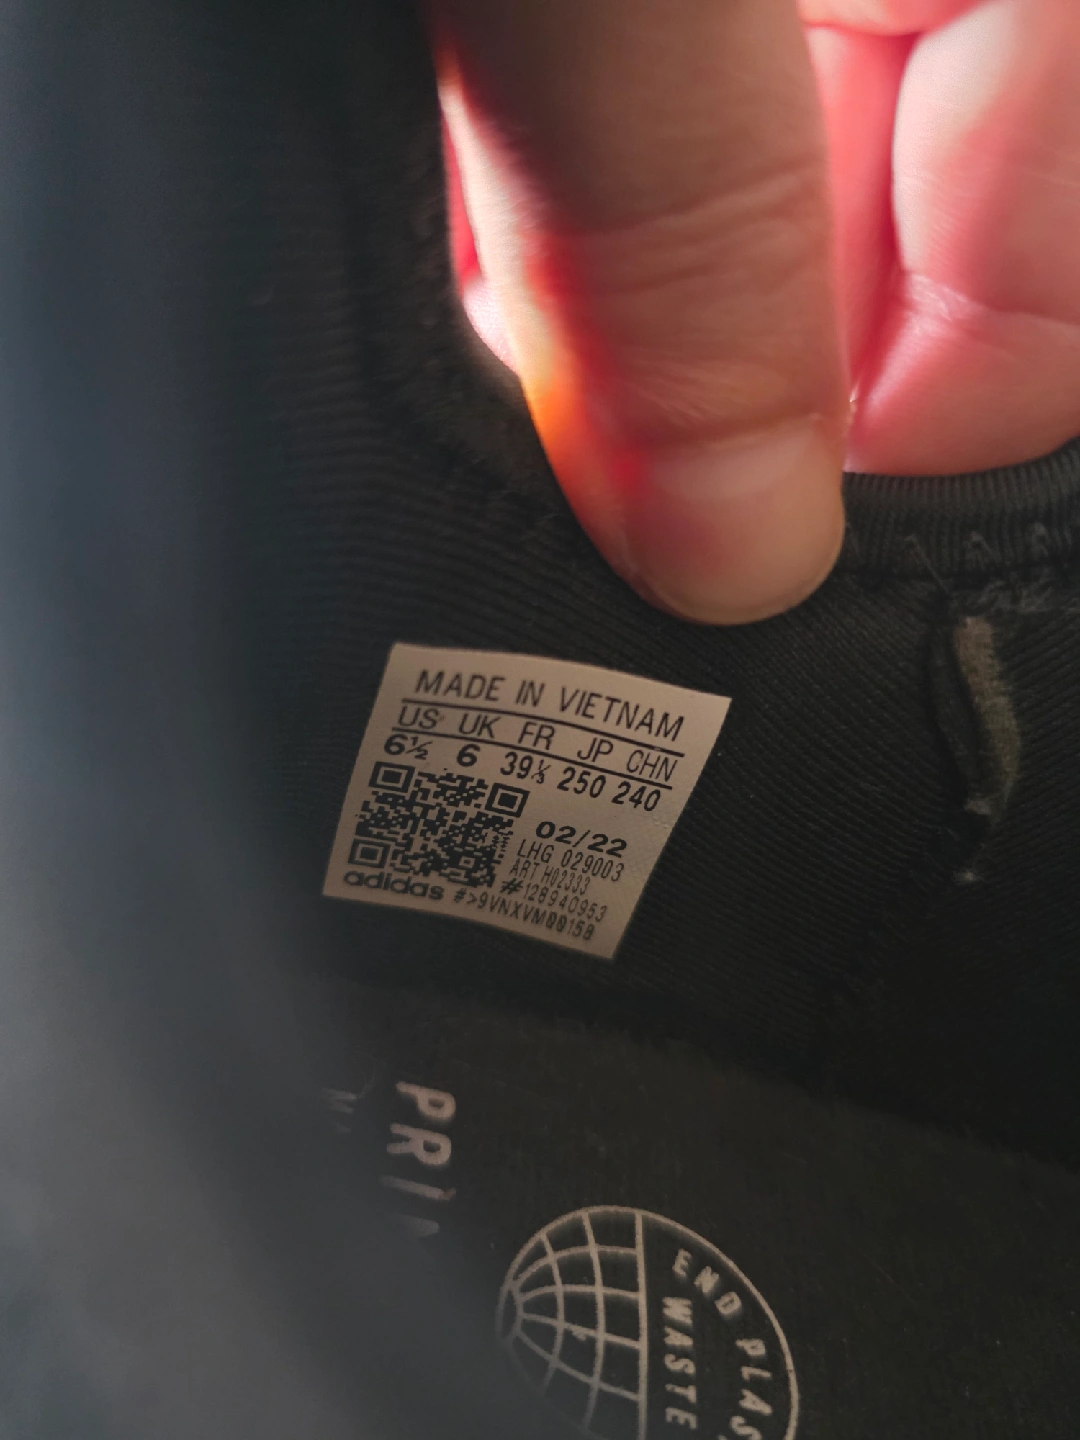 MADE IN VIETNAM
US UK FR JP CHN
6½ 6 39⅓ 250 240
02/22
LHG 029003
ART H02333
#128940953
adidas #>9VNXVM00158
PRI
END PLAS
WASTE